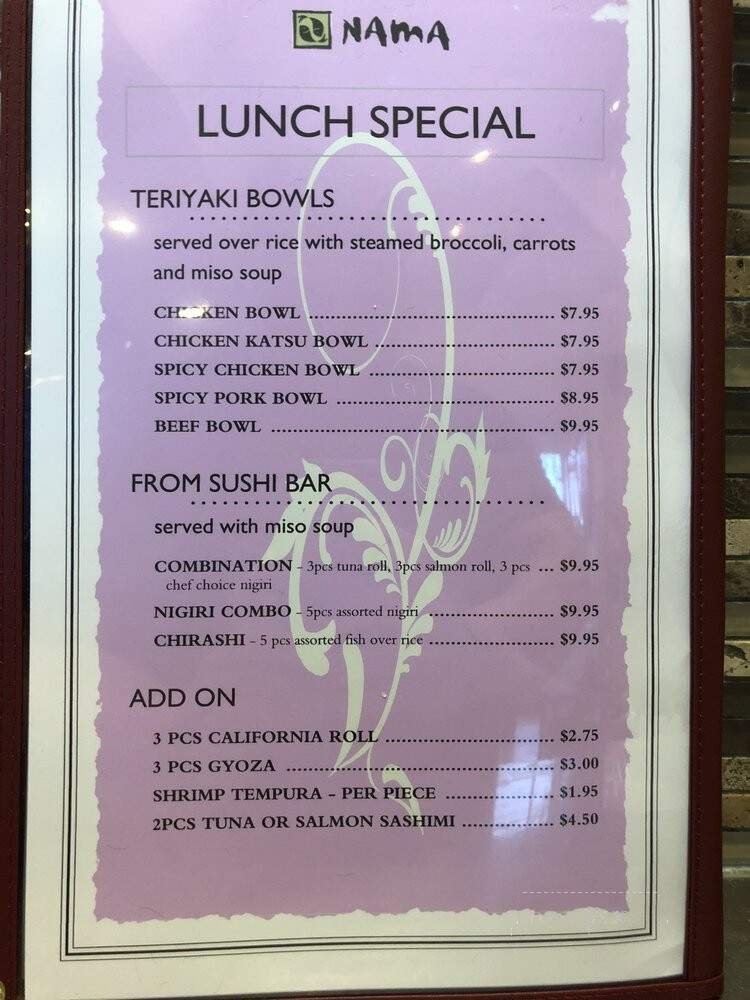 NAMA
LUNCH SPECIAL
TERIYAKI BOWLS
served over rice with steamed broccoli, carrots
and miso soup
CHICKEN BOWL ........................ $7.95
CHICKEN KATSU BOWL ........................ $7.95
SPICY CHICKEN BOWL ........................ $7.95
SPICY PORK BOWL ........................ $8.95
BEEF BOWL ........................ $9.95
FROM SUSHI BAR
served with miso soup
COMBINATION - 3pcs tuna roll, 3pcs salmon roll, 3 pcs ... $9.95
chef choice nigiri
NIGIRI COMBO - 5pcs assorted nigiri ........................ $9.95
CHIRASHI - 5 pcs assorted fish over rice ........................ $9.95
ADD ON
3 PCS CALIFORNIA ROLL ........................ $2.75
3 PCS GYOZA ........................ $3.00
SHRIMP TEMPURA - PER PIECE ........................ $1.95
2PCS TUNA OR SALMON SASHIMI ........................ $4.50